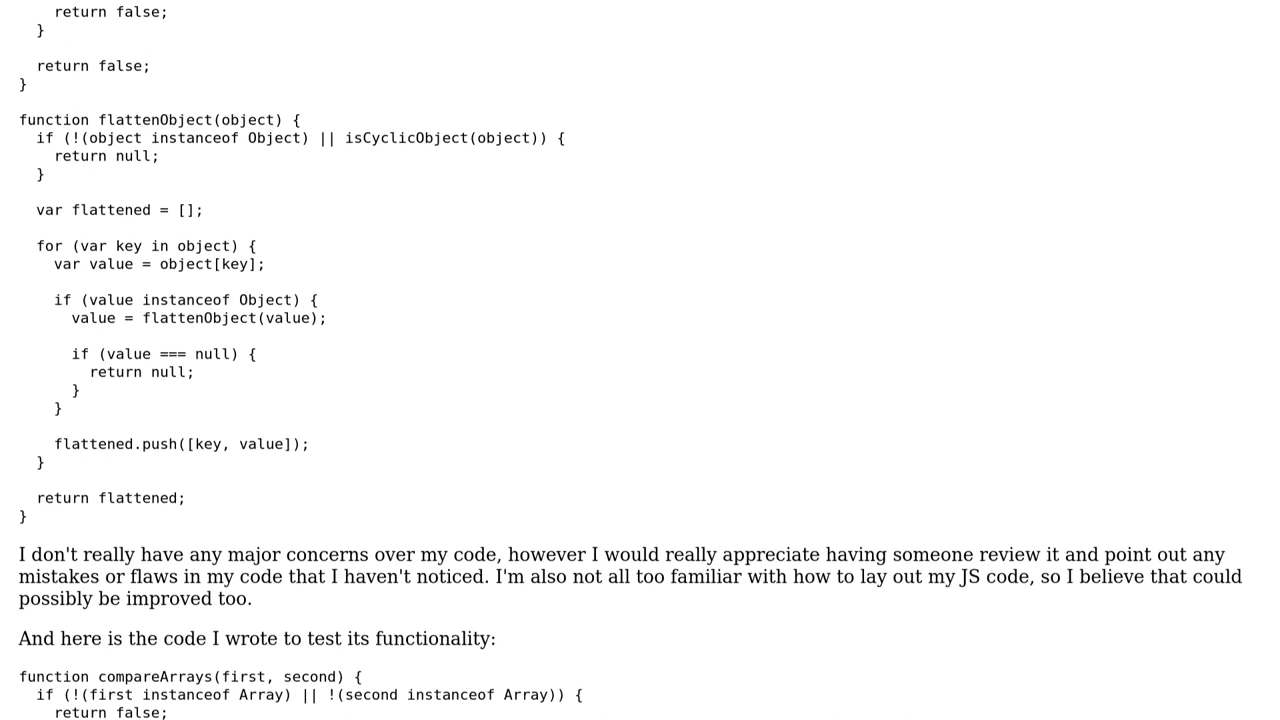 return false;
  }

  return false;
}

function flattenObject(object) {
  if (!(object instanceof Object) || isCyclicObject(object)) {
    return null;
  }

  var flattened = [];

  for (var key in object) {
    var value = object[key];

    if (value instanceof Object) {
      value = flattenObject(value);

      if (value === null) {
        return null;
      }
    }

    flattened.push([key, value]);
  }

  return flattened;
}

I don't really have any major concerns over my code, however I would really appreciate having someone review it and point out any
mistakes or flaws in my code that I haven't noticed. I'm also not all too familiar with how to lay out my JS code, so I believe that could
possibly be improved too.

And here is the code I wrote to test its functionality:

function compareArrays(first, second) {
  if (!(first instanceof Array) || !(second instanceof Array)) {
    return false;